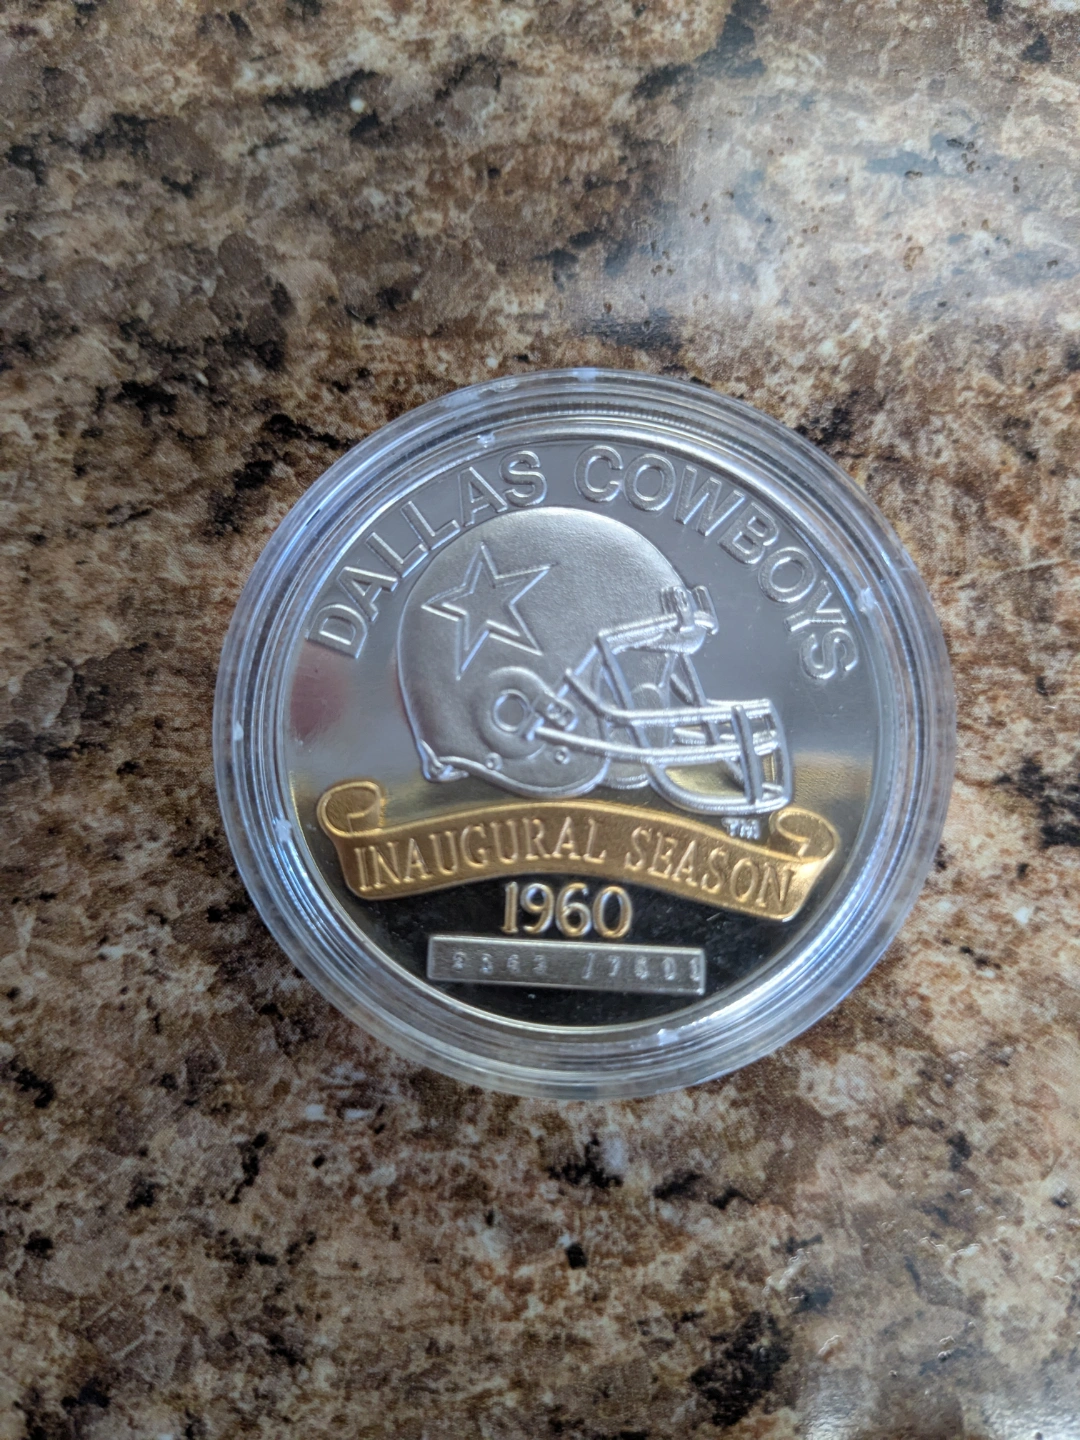 DALLAS COWBOYS
TM
INAUGURAL SEASON
1960